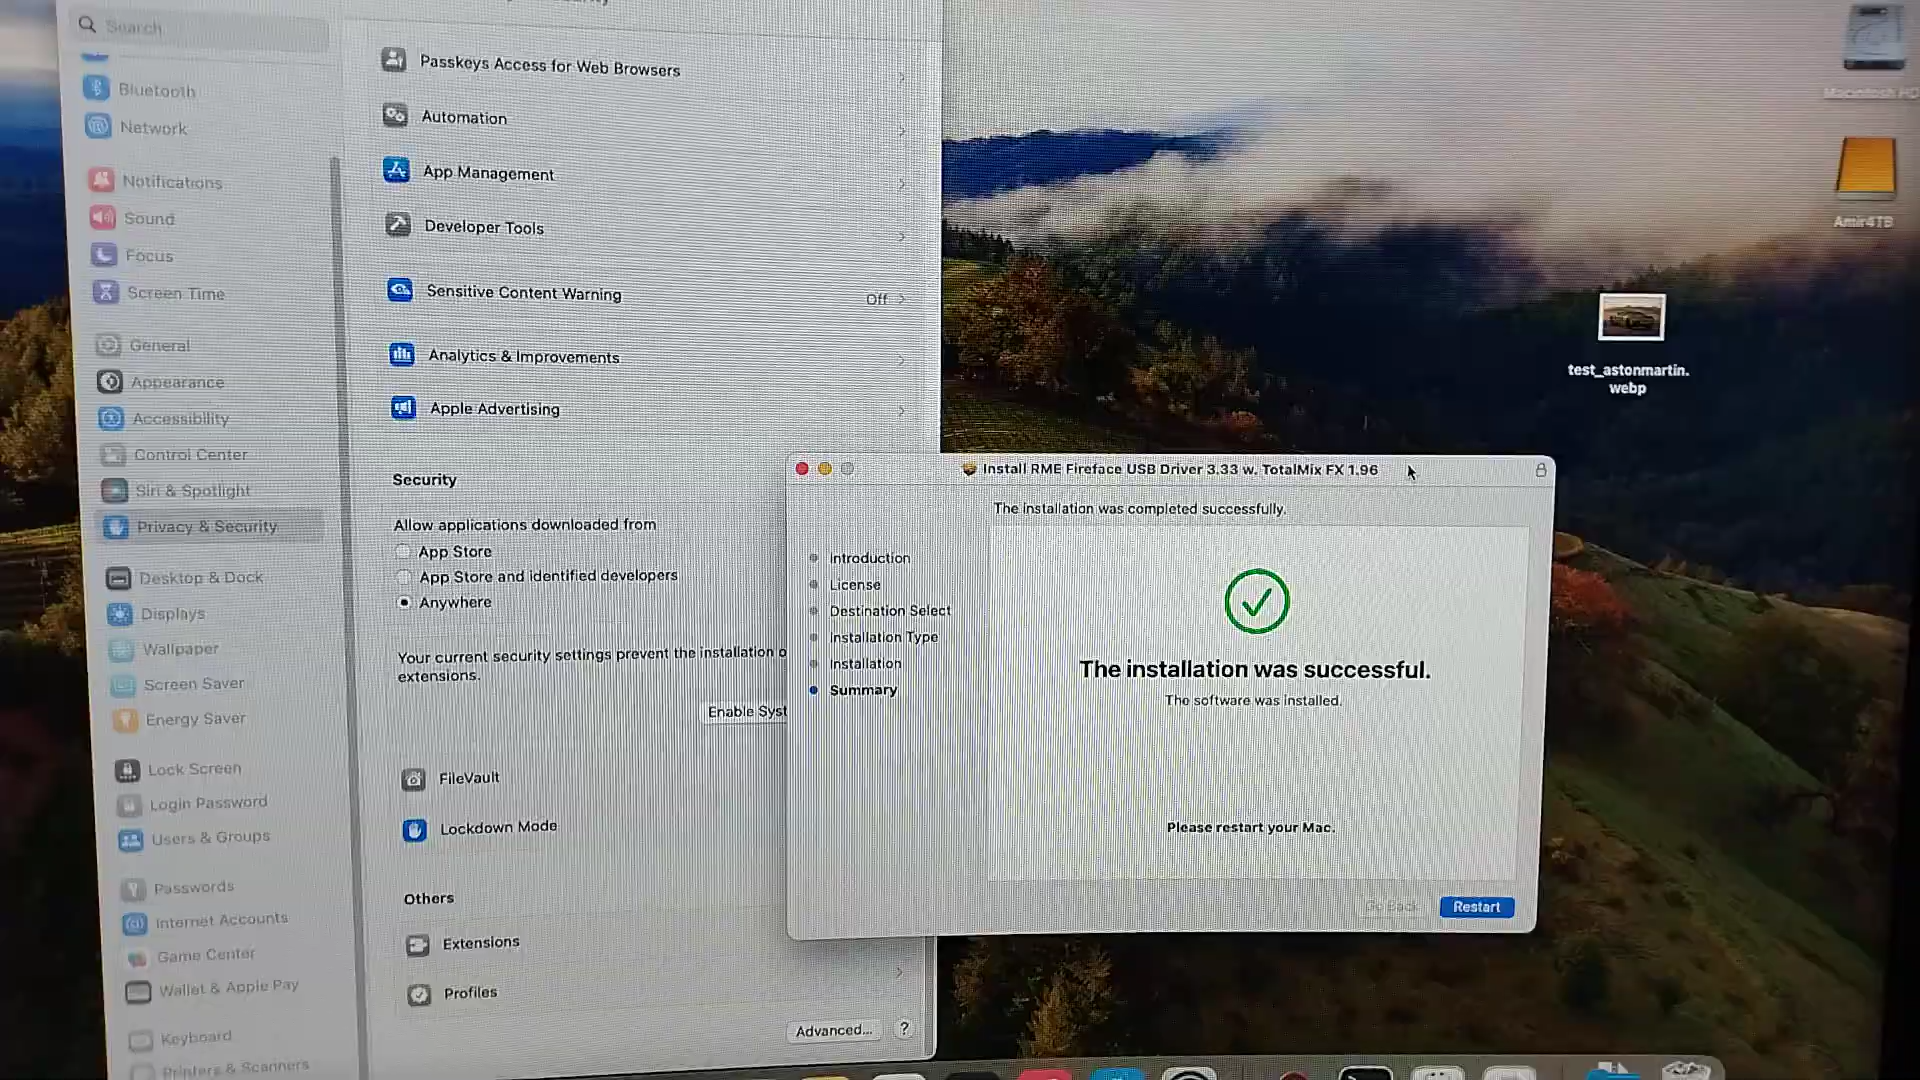 Search
Bluetooth
Network
Notifications
Sound
Focus
Screen Time
General
Appearance
Accessibility
Control Center
Siri & Spotlight
Privacy & Security
Desktop & Dock
Displays
Wallpaper
Screen Saver
Energy Saver
Lock Screen
Login Password
Users & Groups
Passwords
Internet Accounts
Game Center
Wallet & Apple Pay
Keyboard
Printers & Scanners
Passkeys Access for Web Browsers
Automation
App Management
Developer Tools
Sensitive Content Warning
Off
Analytics & Improvements
Apple Advertising
Security
Allow applications downloaded from
App Store
App Store and identified developers
Anywhere
Your current security settings prevent the installation o
extensions.
Enable Syst
FileVault
Lockdown Mode
Others
Extensions
Profiles
Advanced...
?
Install RME Fireface USB Driver 3.33 w. TotalMix FX 1.96
The installation was completed successfully.
Introduction
License
Destination Select
Installation Type
Installation
Summary
The installation was successful.
The software was installed.
Please restart your Mac.
Go Back
Restart
Macintosh HD
Amir4TB
test_astonmartin.
webp